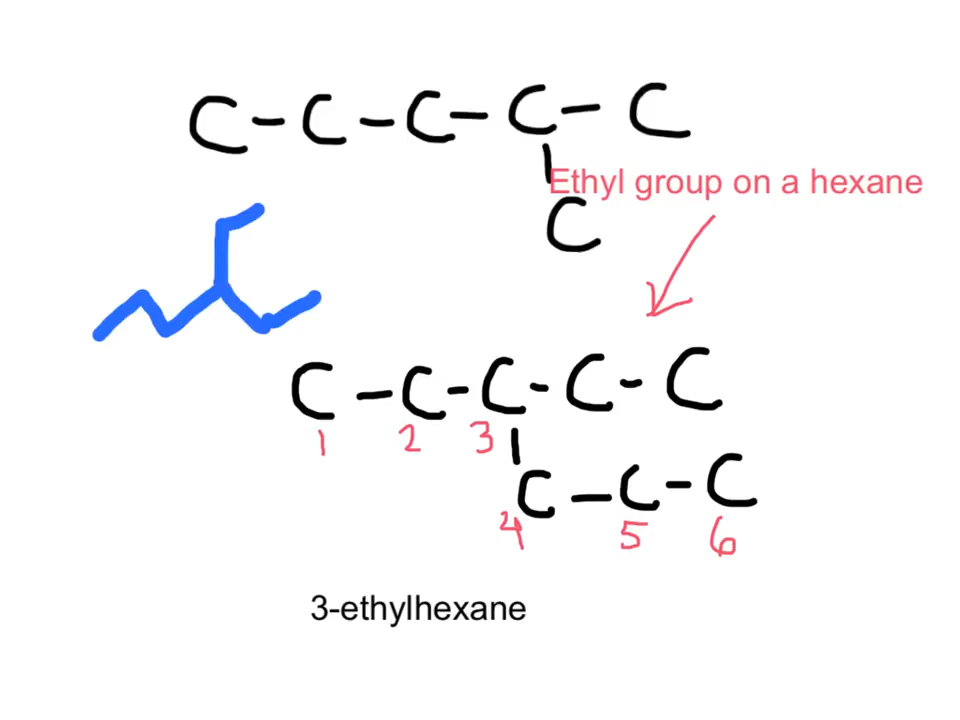 C - C - C - C - C
Ethyl group on a hexane
C
C - C - C - C - C
1 2 3
C - C - C
4 5 6
3-ethylhexane